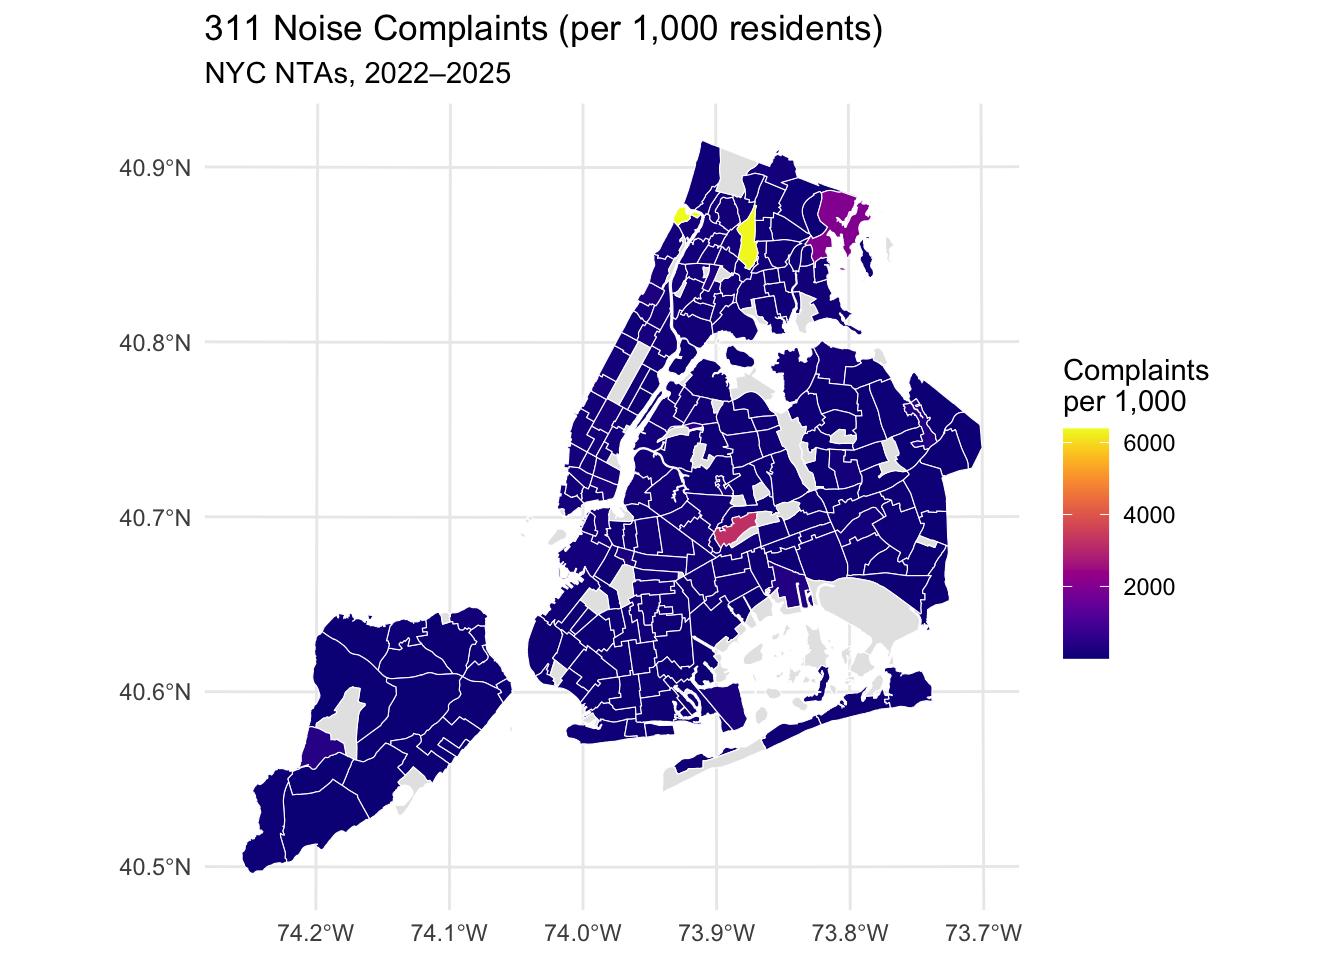 311 Noise Complaints (per 1,000 residents)
NYC NTAs, 2022–2025
40.9°N
40.8°N
40.7°N
40.6°N
40.5°N
74.2°W
74.1°W
74.0°W
73.9°W
73.8°W
73.7°W
Complaints
per 1,000
6000
4000
2000